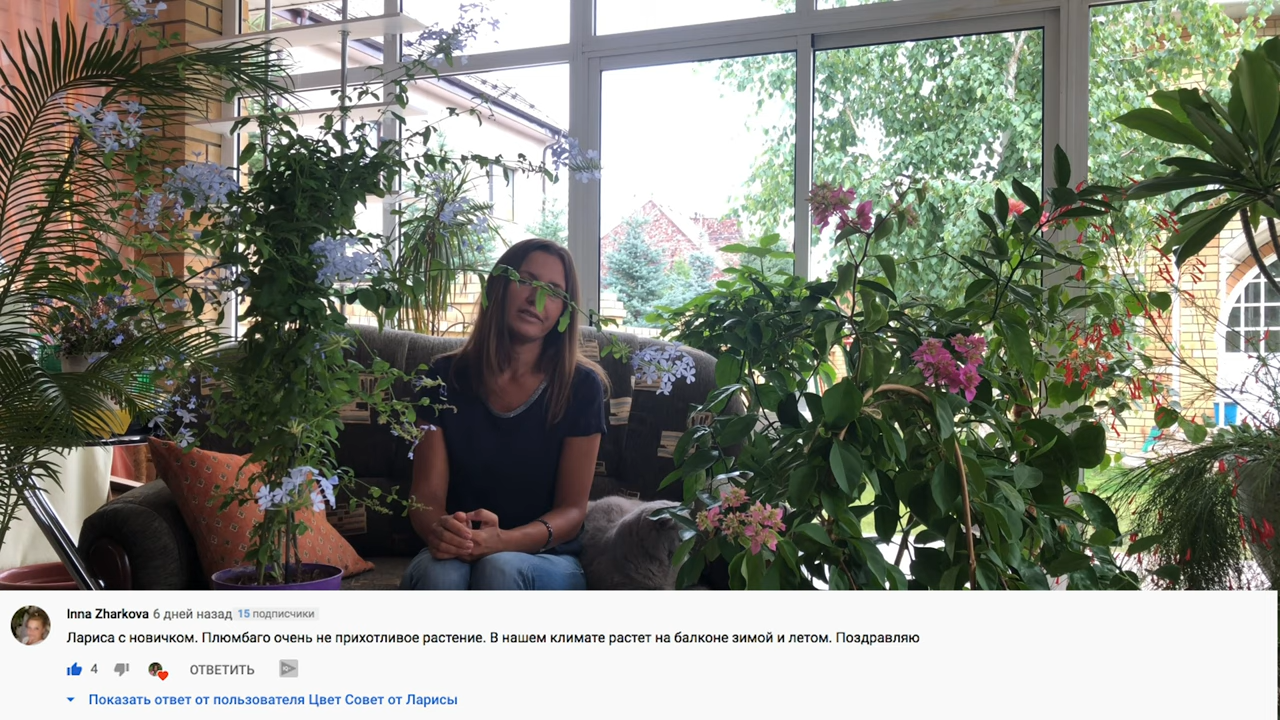 Inna Zharkova 6 дней назад 15 подписчики
Лариса с новичком. Плюмбаго очень не прихотливое растение. В нашем климате растет на балконе зимой и летом. Поздравляю
4 ОТВЕТИТЬ
Показать ответ от пользователя Цвет Совет от Ларисы